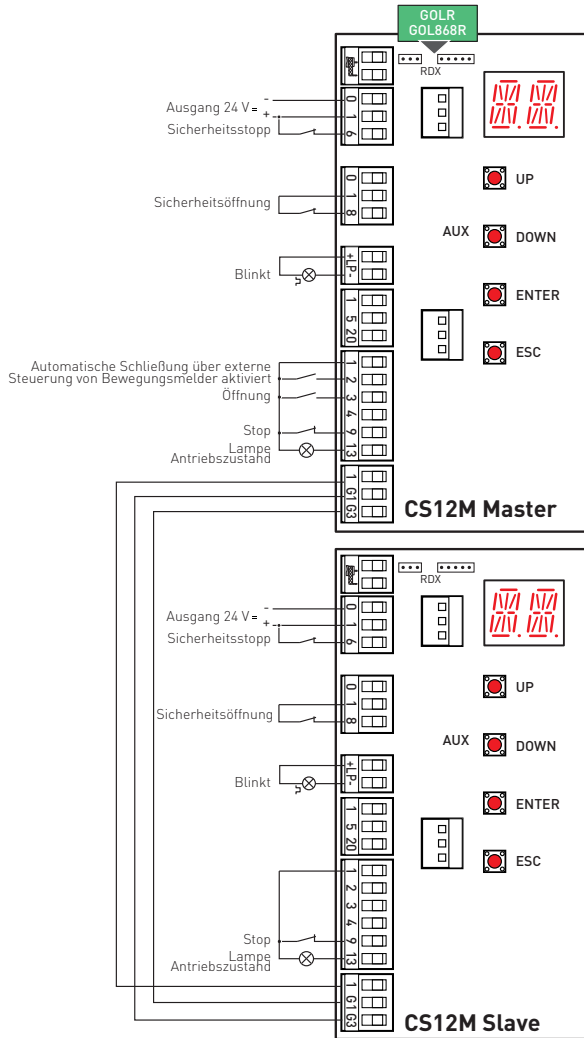 GOLR
GOL868R
RDX
Ausgang 24 V=
-
+
0
1
6
Sicherheitsstopp
UP
Sicherheitsöffnung
0
1
8
AUX
DOWN
Blinkt
+LP-
ENTER
1
5
20
ESC
Automatische Schließung über externe
Steuerung von Bewegungsmelder aktiviert
Öffnung
Stop
Lampe
Antriebszustand
1
2
3
4
9
13
1
G1
G3
CS12M Master
RDX
Ausgang 24 V=
-
+
0
1
6
Sicherheitsstopp
UP
Sicherheitsöffnung
0
1
8
AUX
DOWN
Blinkt
+LP-
ENTER
1
5
20
ESC
1
2
3
4
9
13
Stop
Lampe
Antriebszustand
1
G1
G3
CS12M Slave